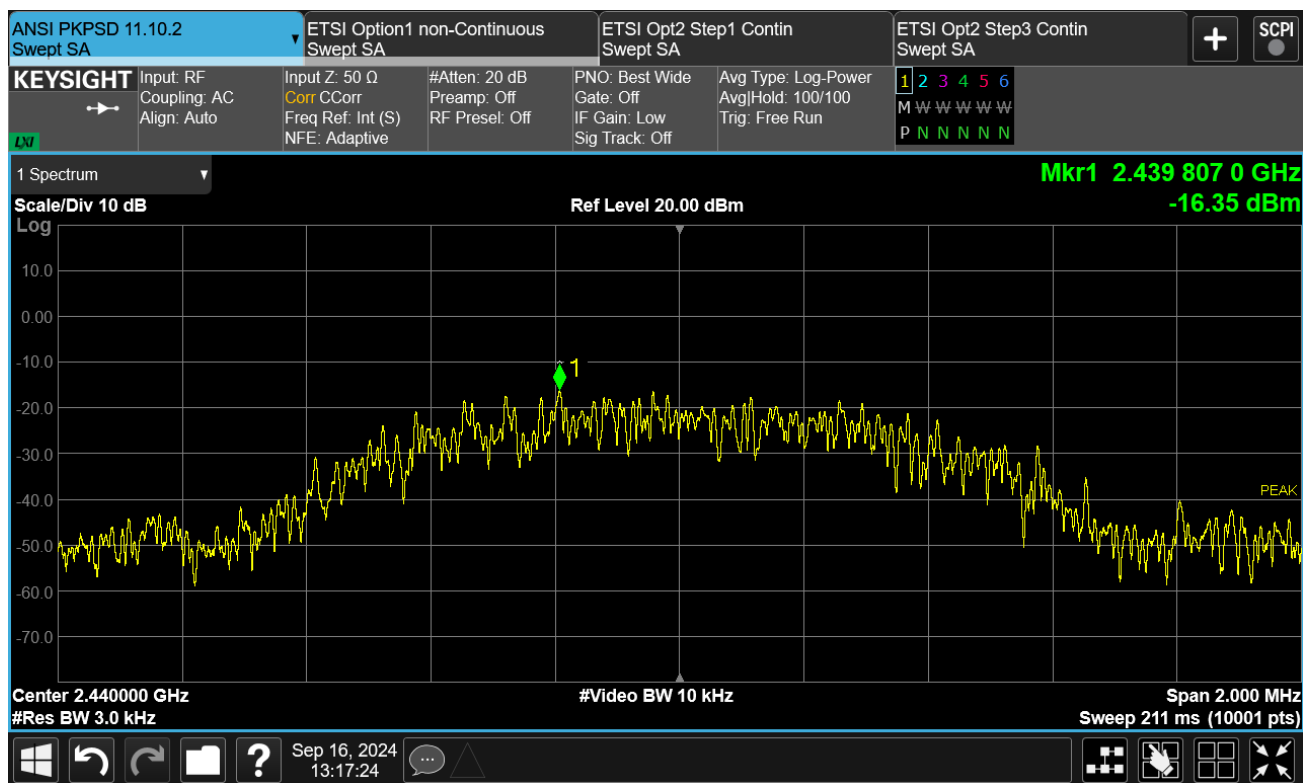 ANSI PKPSD 11.10.2
Swept SA
ETSI Option1 non-Continuous
Swept SA
ETSI Opt2 Step1 Contin
Swept SA
ETSI Opt2 Step3 Contin
Swept SA
+
SCPI
KEYSIGHT
LXI
Input: RF
Coupling: AC
Align: Auto
Input Z: 50 Ω
Corr CCorr
Freq Ref: Int (S)
NFE: Adaptive
#Atten: 20 dB
Preamp: Off
RF Presel: Off
PNO: Best Wide
Gate: Off
IF Gain: Low
Sig Track: Off
Avg Type: Log-Power
Avg|Hold: 100/100
Trig: Free Run
1 2 3 4 5 6
M W W W W W
P N N N N N
1 Spectrum
Mkr1 2.439 807 0 GHz
-16.35 dBm
Scale/Div 10 dB
Ref Level 20.00 dBm
Log
10.0
0.00
-10.0
1
-20.0
-30.0
-40.0
PEAK
-50.0
-60.0
-70.0
Center 2.440000 GHz
#Video BW 10 kHz
Span 2.000 MHz
#Res BW 3.0 kHz
Sweep 211 ms (10001 pts)
?
Sep 16, 2024
13:17:24